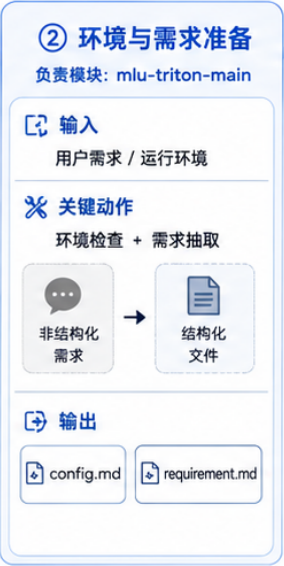 ② 环境与需求准备
负责模块：mlu-triton-main
输入
用户需求 / 运行环境
关键动作
环境检查 + 需求抽取
非结构化
需求
结构化
文件
输出
config.md
requirement.md